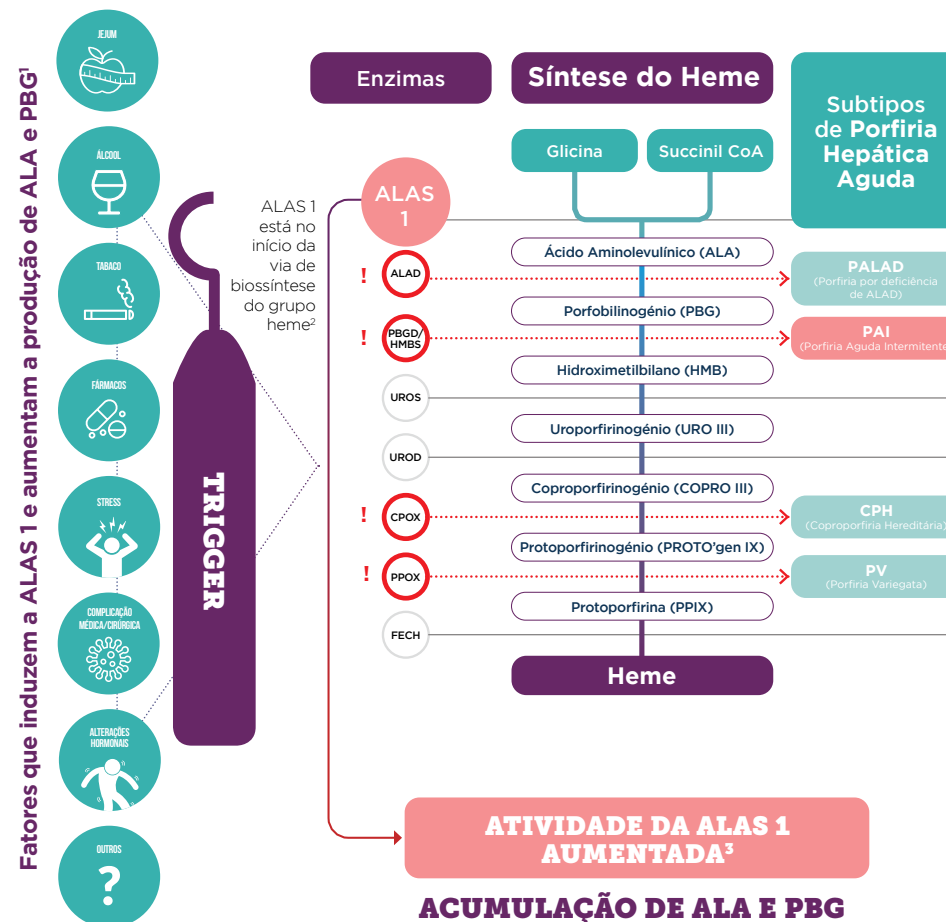 Fatores que induzem a ALAS 1 e aumentam a produção de ALA e PBG¹
JEJUM
ÁLCOOL
TABACO
FÁRMACOS
STRESS
COMPLICAÇÃO
MÉDICA/CIRÚRGICA
ALTERAÇÕES
HORMONAIS
OUTROS
?
TRIGGER
ALAS 1
está no
início da
via de
biossíntese
do grupo
heme²
Enzimas
ALAS
1
! ALAD
! PBGD/
HMBS
UROS
UROD
! CPOX
! PPOX
FECH
Síntese do Heme
Glicina
Succinil CoA
Ácido Aminolevulínico (ALA)
Porfobilinogénio (PBG)
Hidroximetilbilano (HMB)
Uroporfirinogénio (URO III)
Coproporfirinogénio (COPRO III)
Protoporfirinogénio (PROTO'gen IX)
Protoporfirina (PPIX)
Heme
Subtipos
de Porfiria
Hepática
Aguda
PALAD
(Porfiria por deficiência
de ALAD)
PAI
(Porfiria Aguda Intermitente
CPH
(Coproporfiria Hereditária)
PV
(Porfiria Variegata)
ATIVIDADE DA ALAS 1
AUMENTADA³
ACUMULAÇÃO DE ALA E PBG